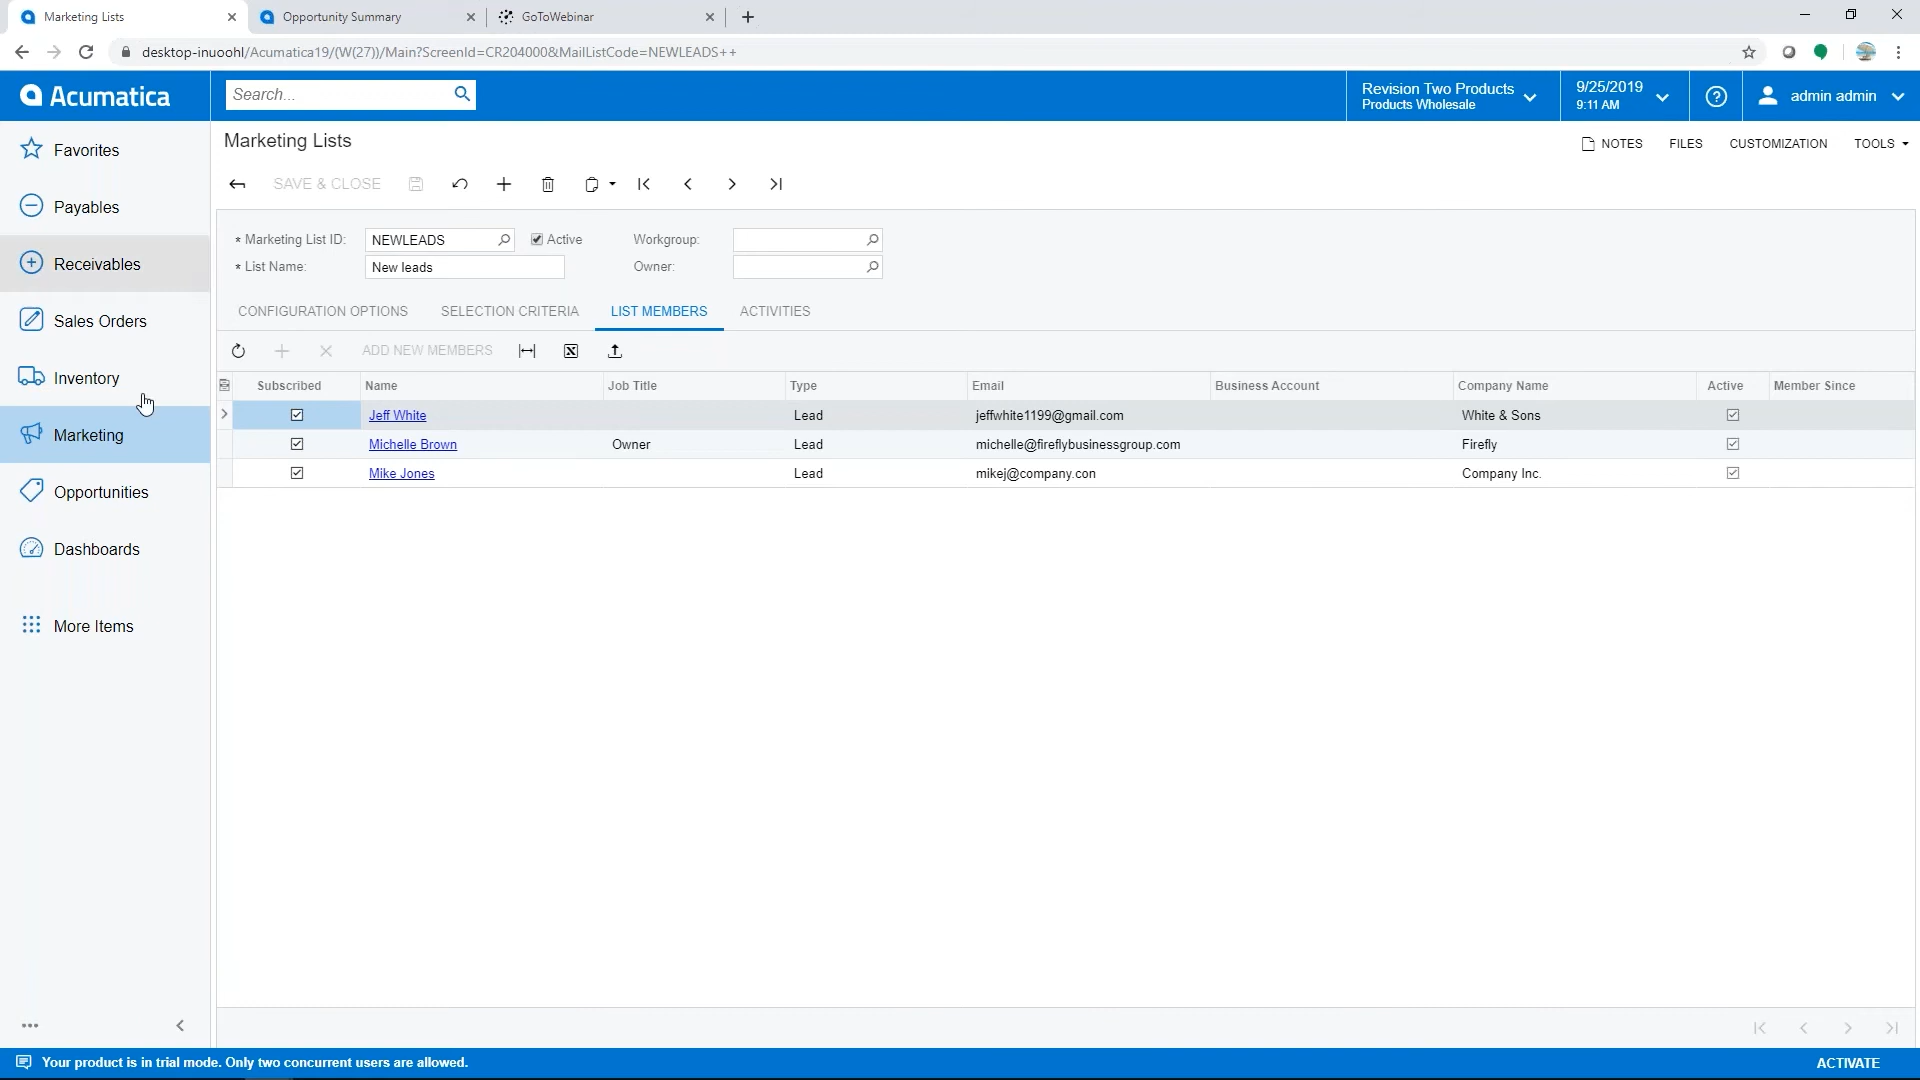 Marketing Lists
Opportunity Summary
GoToWebinar
desktop-inuoohl/Acumatica19/(W(27))/Main?ScreenId=CR204000&MailListCode=NEWLEADS++
Acumatica
Search...
Revision Two Products
Products Wholesale
9/25/2019
9:11 AM
admin admin
Favorites
Payables
Receivables
Sales Orders
Inventory
Marketing
Opportunities
Dashboards
More Items
Marketing Lists
NOTES
FILES
CUSTOMIZATION
TOOLS
SAVE & CLOSE
* Marketing List ID: NEWLEADS Active Workgroup:
* List Name: New leads Owner:
CONFIGURATION OPTIONS SELECTION CRITERIA LIST MEMBERS ACTIVITIES
ADD NEW MEMBERS
Subscribed Name Job Title Type Email Business Account Company Name Active Member Since
Jeff White Lead jeffwhite1199@gmail.com White & Sons
Michelle Brown Owner Lead michelle@fireflybusinessgroup.com Firefly
Mike Jones Lead mikej@company.con Company Inc.
Your product is in trial mode. Only two concurrent users are allowed.
ACTIVATE